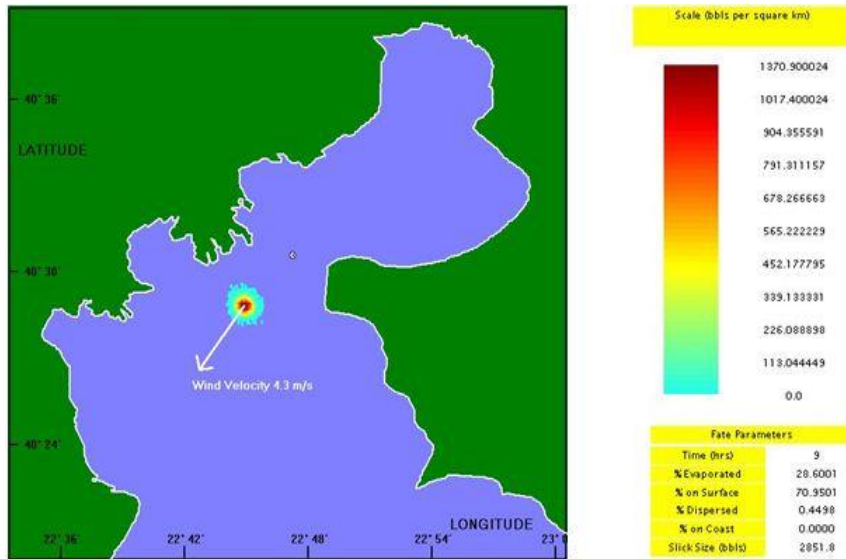 40° 36'
LATITUDE
40° 30'
Wind Velocity 4.3 m/s
40° 24'
LONGITUDE
22° 36'
22° 42'
22° 48'
22° 54'
23° 0
Scale (bbls per square km)
1370.900024
1017.400024
904.355591
791.311157
678.266663
565.222229
452.177795
339.133331
226.088898
113.044449
0.0
Fate Parameters
Time (hrs) 9
%Evaporated 28.6001
% on Surface 70.9501
% Dispersed 0.4498
% on Coast 0.0000
Slick Size (bbls) 2851.8